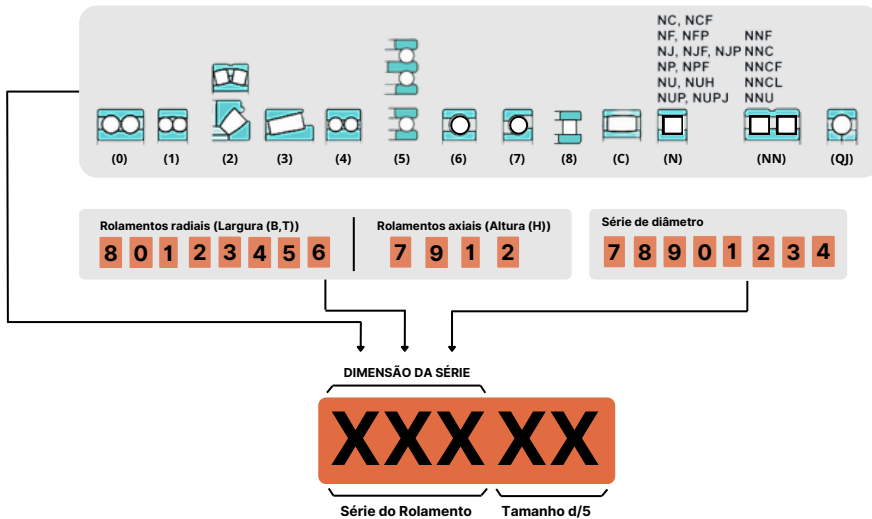 NC, NCF
NF, NFP
NJ, NJF, NJP
NP, NPF
NU, NUH
NUP, NUPJ
NNF
NNC
NNCF
NNCL
NNU
(0) (1) (2) (3) (4) (5) (6) (7) (8) (C) (N) (NN) (QJ)
Rolamentos radiais (Largura (B,T))
8 0 1 2 3 4 5 6
Rolamentos axiais (Altura (H))
7 9 1 2
Série de diâmetro
7 8 9 0 1 2 3 4
DIMENSÃO DA SÉRIE
XXX XX
Série do Rolamento
Tamanho d/5